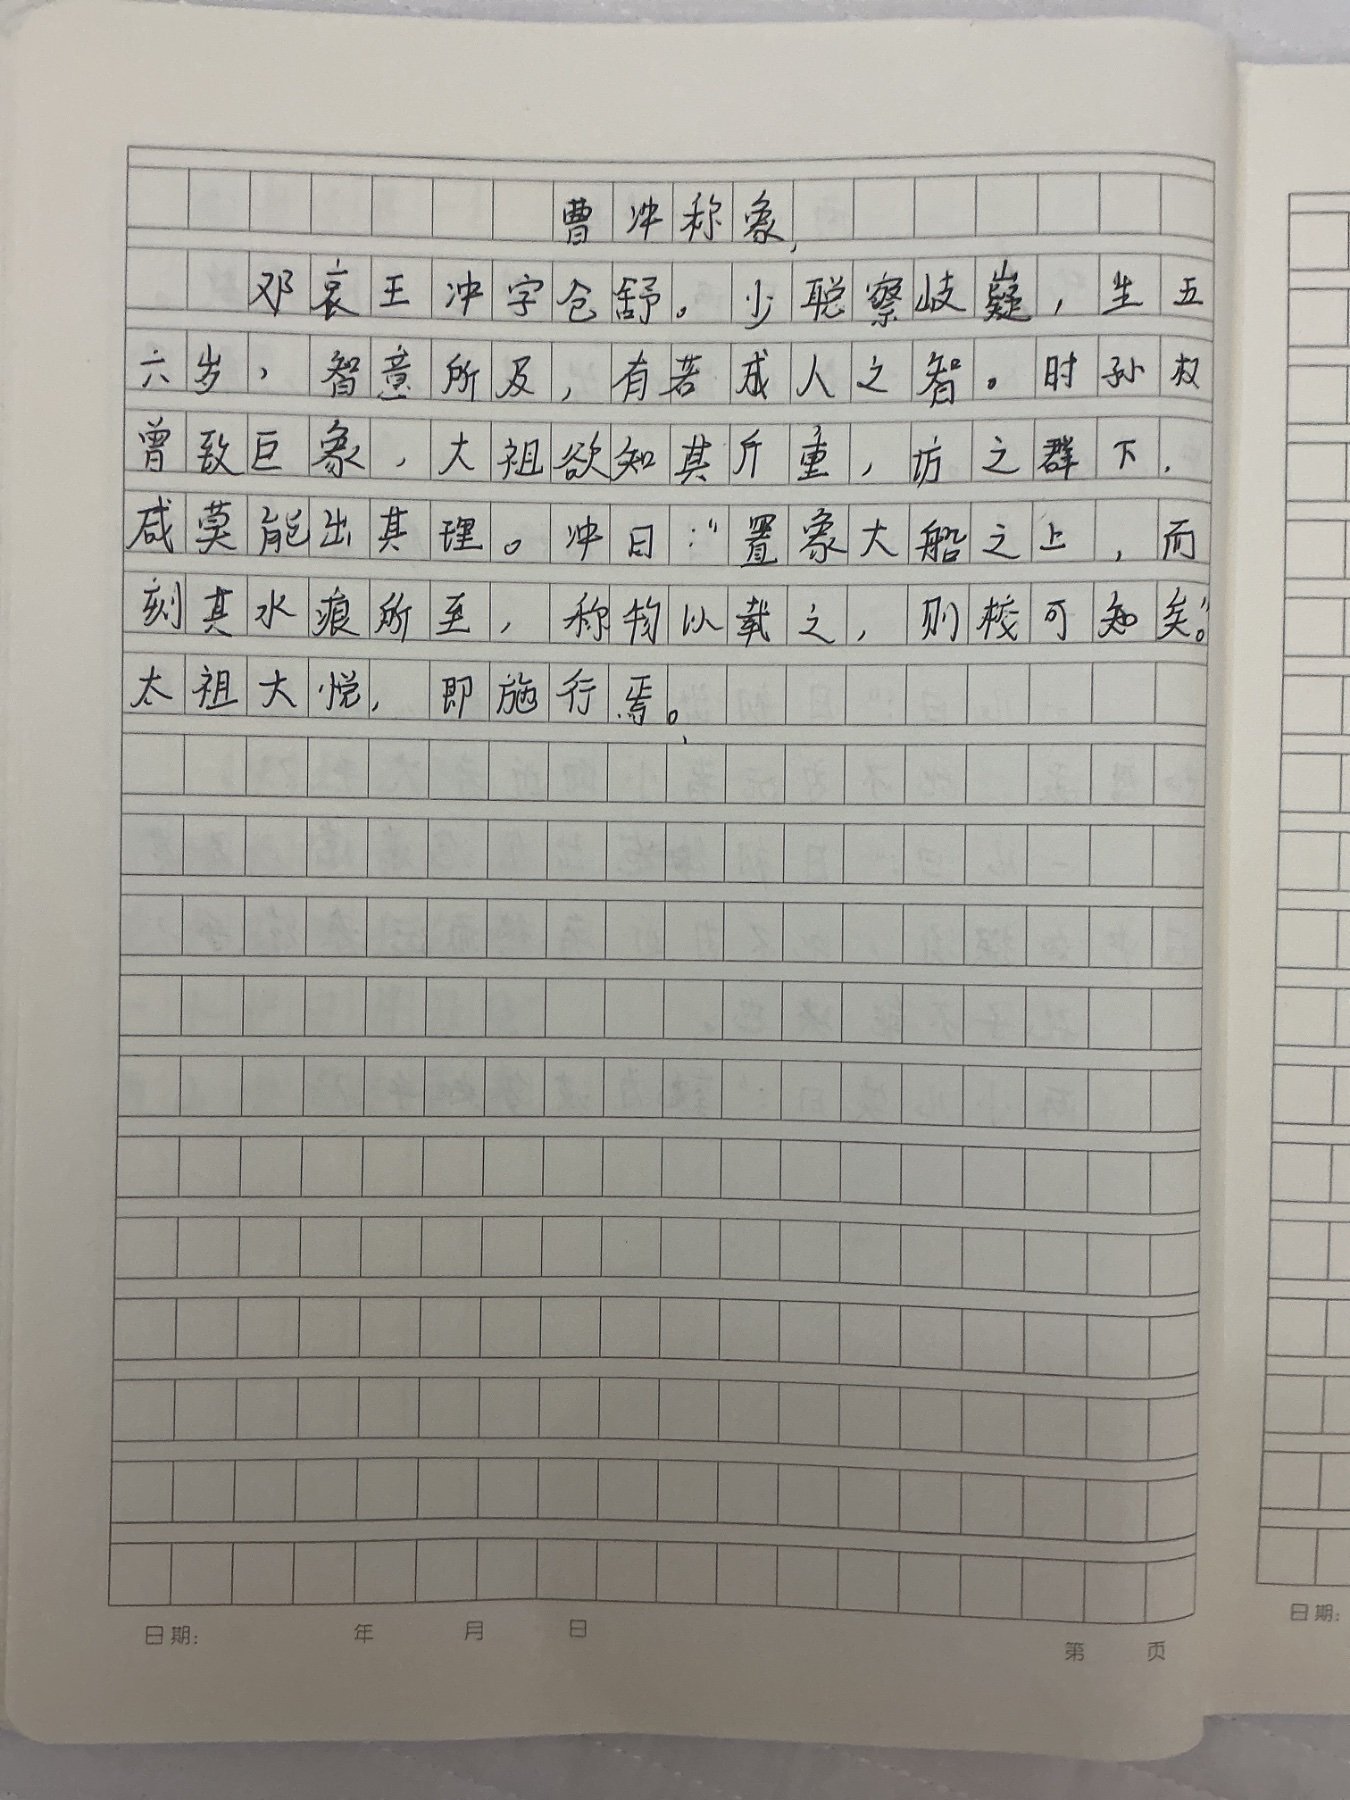 曹冲称象
邓哀王冲字仓舒。少聪察岐嶷，生五
六岁，智意所及，有若成人之智。时孙权
曾致巨象，大祖欲知其斤重，访之群下，
咸莫能出其理。冲曰：“置象大船之上，而
刻其水痕所至，称物以载之，则校可知矣。”
太祖大悦，即施行焉。
日期： 年 月 日
第 页
日期：